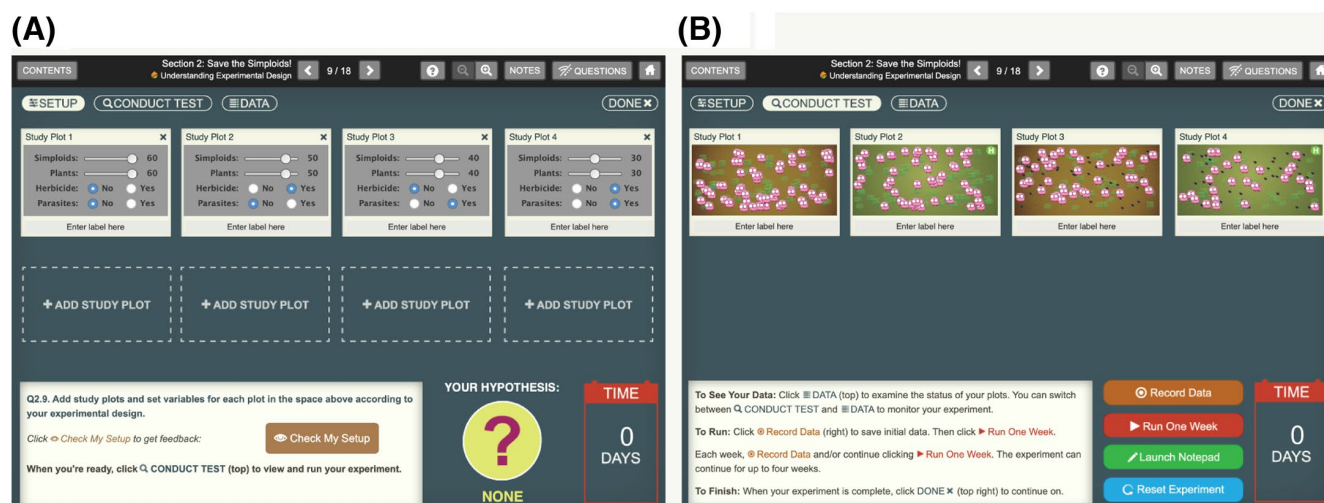 (A)
CONTENTS
Section 2: Save the Simploids!
Understanding Experimental Design
9 / 18
?
NOTES
QUESTIONS
SETUP
CONDUCT TEST
DATA
DONE ✖
Study Plot 1 ✖
Simploids: 60
Plants: 60
Herbicide: No Yes
Parasites: No Yes
Enter label here
Study Plot 2 ✖
Simploids: 50
Plants: 50
Herbicide: No Yes
Parasites: No Yes
Enter label here
Study Plot 3 ✖
Simploids: 40
Plants: 40
Herbicide: No Yes
Parasites: No Yes
Enter label here
Study Plot 4 ✖
Simploids: 30
Plants: 30
Herbicide: No Yes
Parasites: No Yes
Enter label here
+ ADD STUDY PLOT
+ ADD STUDY PLOT
+ ADD STUDY PLOT
+ ADD STUDY PLOT
Q2.9. Add study plots and set variables for each plot in the space above according to
your experimental design.
Click Check My Setup to get feedback:
Check My Setup
When you're ready, click CONDUCT TEST (top) to view and run your experiment.
YOUR HYPOTHESIS:
?
NONE
TIME
0
DAYS
(B)
CONTENTS
Section 2: Save the Simploids!
Understanding Experimental Design
9 / 18
?
NOTES
QUESTIONS
SETUP
CONDUCT TEST
DATA
DONE ✖
Study Plot 1
Enter label here
Study Plot 2
H
Enter label here
Study Plot 3
Enter label here
Study Plot 4
H
Enter label here
To See Your Data: Click DATA (top) to examine the status of your plots. You can switch
between CONDUCT TEST and DATA to monitor your experiment.
To Run: Click Record Data (right) to save initial data. Then click Run One Week.
Each week, Record Data and/or continue clicking Run One Week. The experiment can
continue for up to four weeks.
To Finish: When your experiment is complete, click DONE ✖ (top right) to continue on.
Record Data
Run One Week
Launch Notepad
Reset Experiment
TIME
0
DAYS